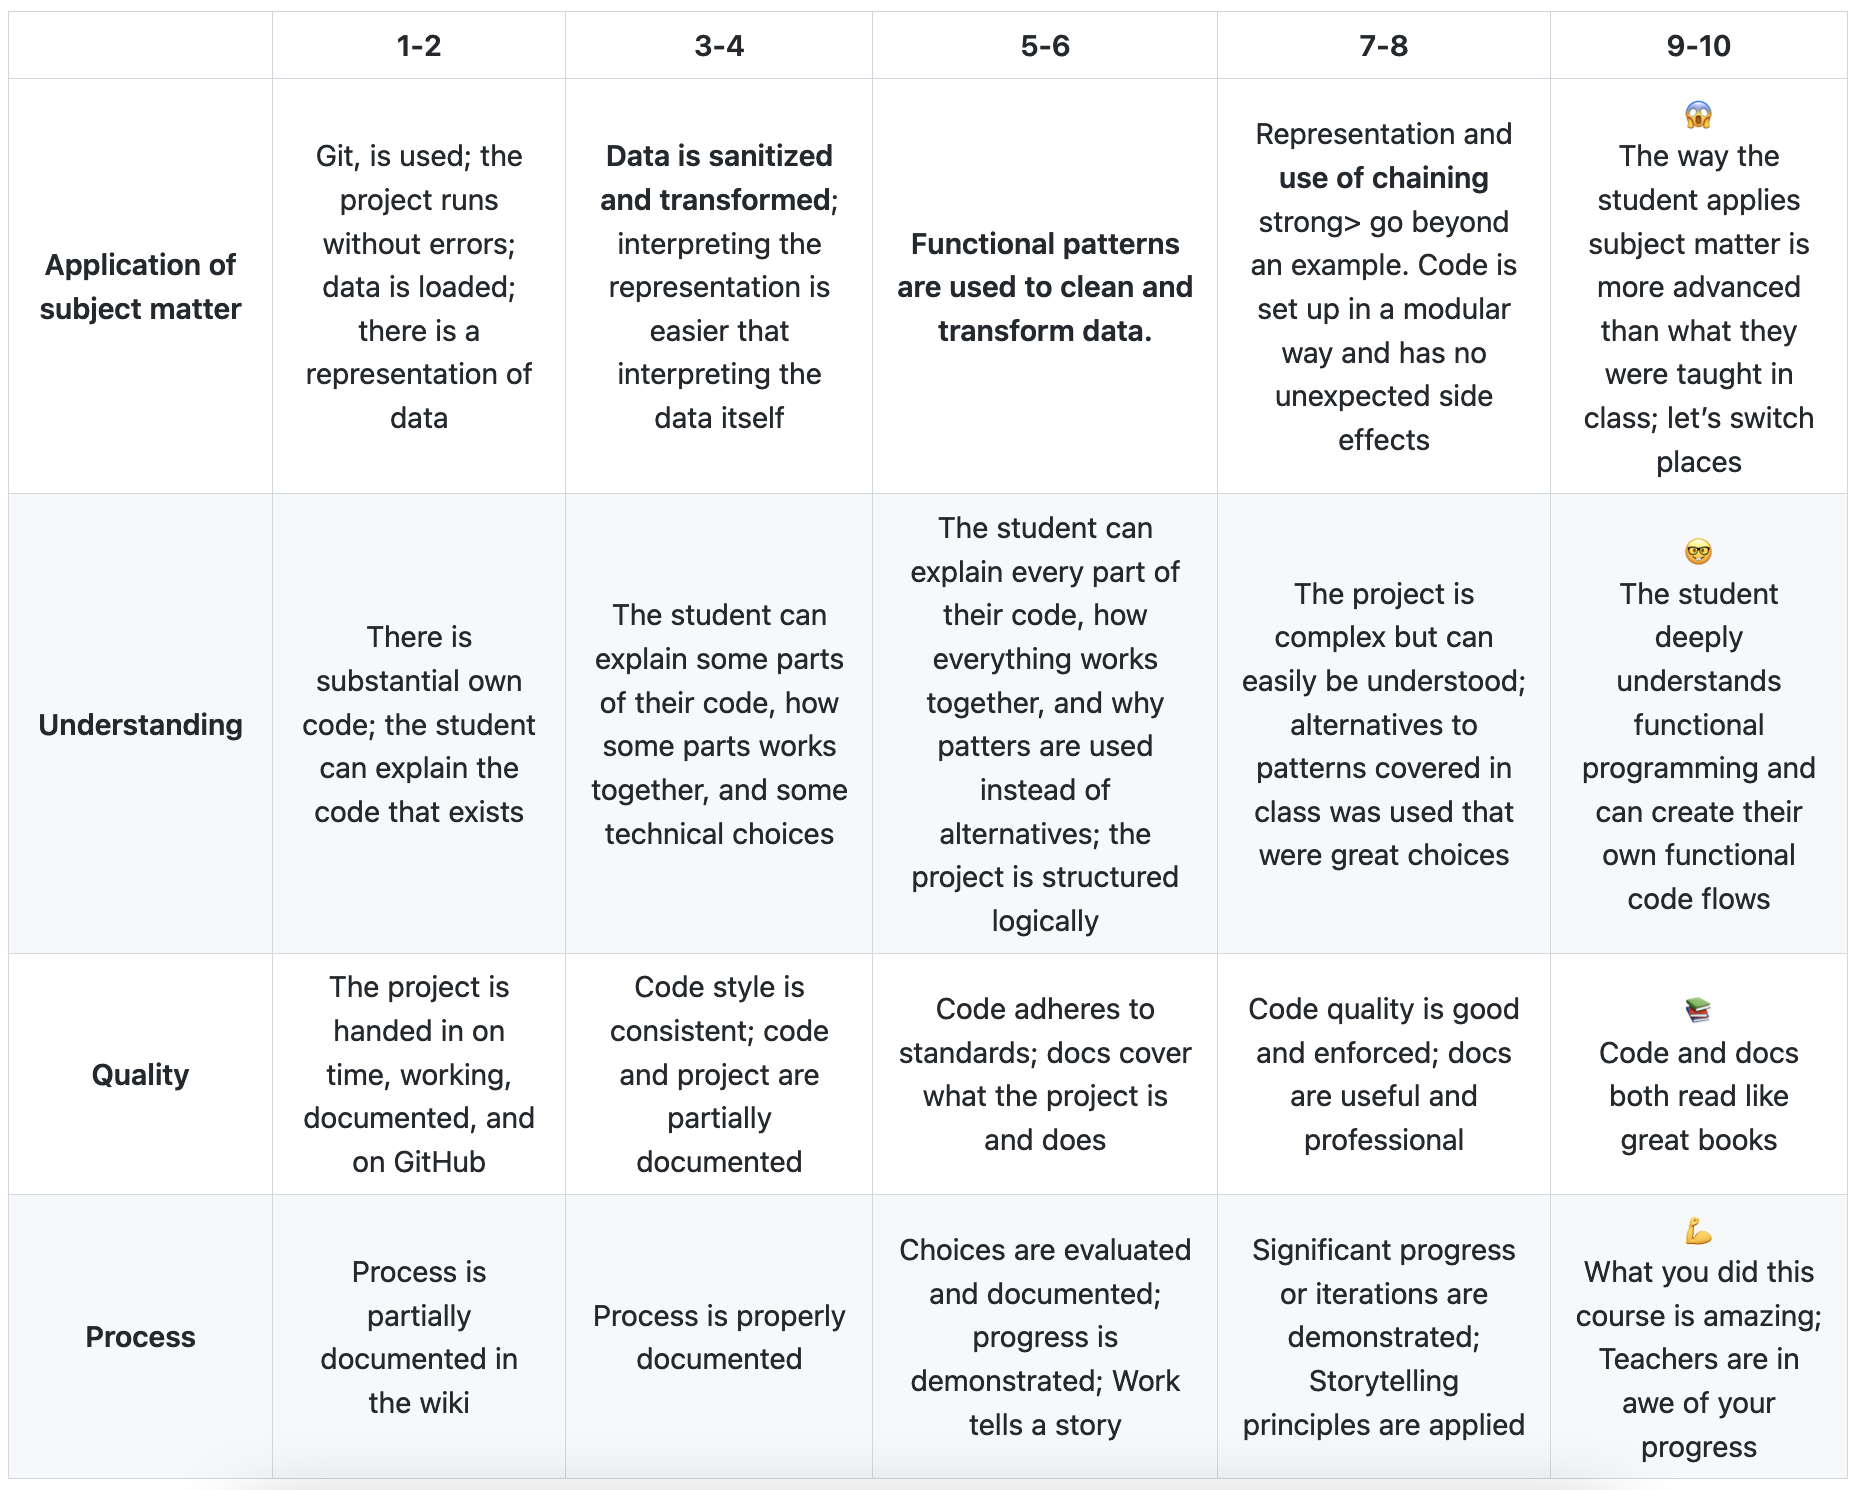 1-2 3-4 5-6 7-8 9-10
Application of
subject matter
Git, is used; the
project runs
without errors;
data is loaded;
there is a
representation of
data
Data is sanitized
and transformed;
interpreting the
representation is
easier that
interpreting the
data itself
Functional patterns
are used to clean and
transform data.
Representation and
use of chaining
strong> go beyond
an example. Code is
set up in a modular
way and has no
unexpected side
effects
😱
The way the
student applies
subject matter is
more advanced
than what they
were taught in
class; let’s switch
places
Understanding
There is
substantial own
code; the student
can explain the
code that exists
The student can
explain some parts
of their code, how
some parts works
together, and some
technical choices
The student can
explain every part of
their code, how
everything works
together, and why
patters are used
instead of
alternatives; the
project is structured
logically
The project is
complex but can
easily be understood;
alternatives to
patterns covered in
class was used that
were great choices
🤓
The student
deeply
understands
functional
programming and
can create their
own functional
code flows
Quality
The project is
handed in on
time, working,
documented, and
on GitHub
Code style is
consistent; code
and project are
partially
documented
Code adheres to
standards; docs cover
what the project is
and does
Code quality is good
and enforced; docs
are useful and
professional
📚
Code and docs
both read like
great books
Process
Process is
partially
documented in
the wiki
Process is properly
documented
Choices are evaluated
and documented;
progress is
demonstrated; Work
tells a story
Significant progress
or iterations are
demonstrated;
Storytelling
principles are applied
💪
What you did this
course is amazing;
Teachers are in
awe of your
progress